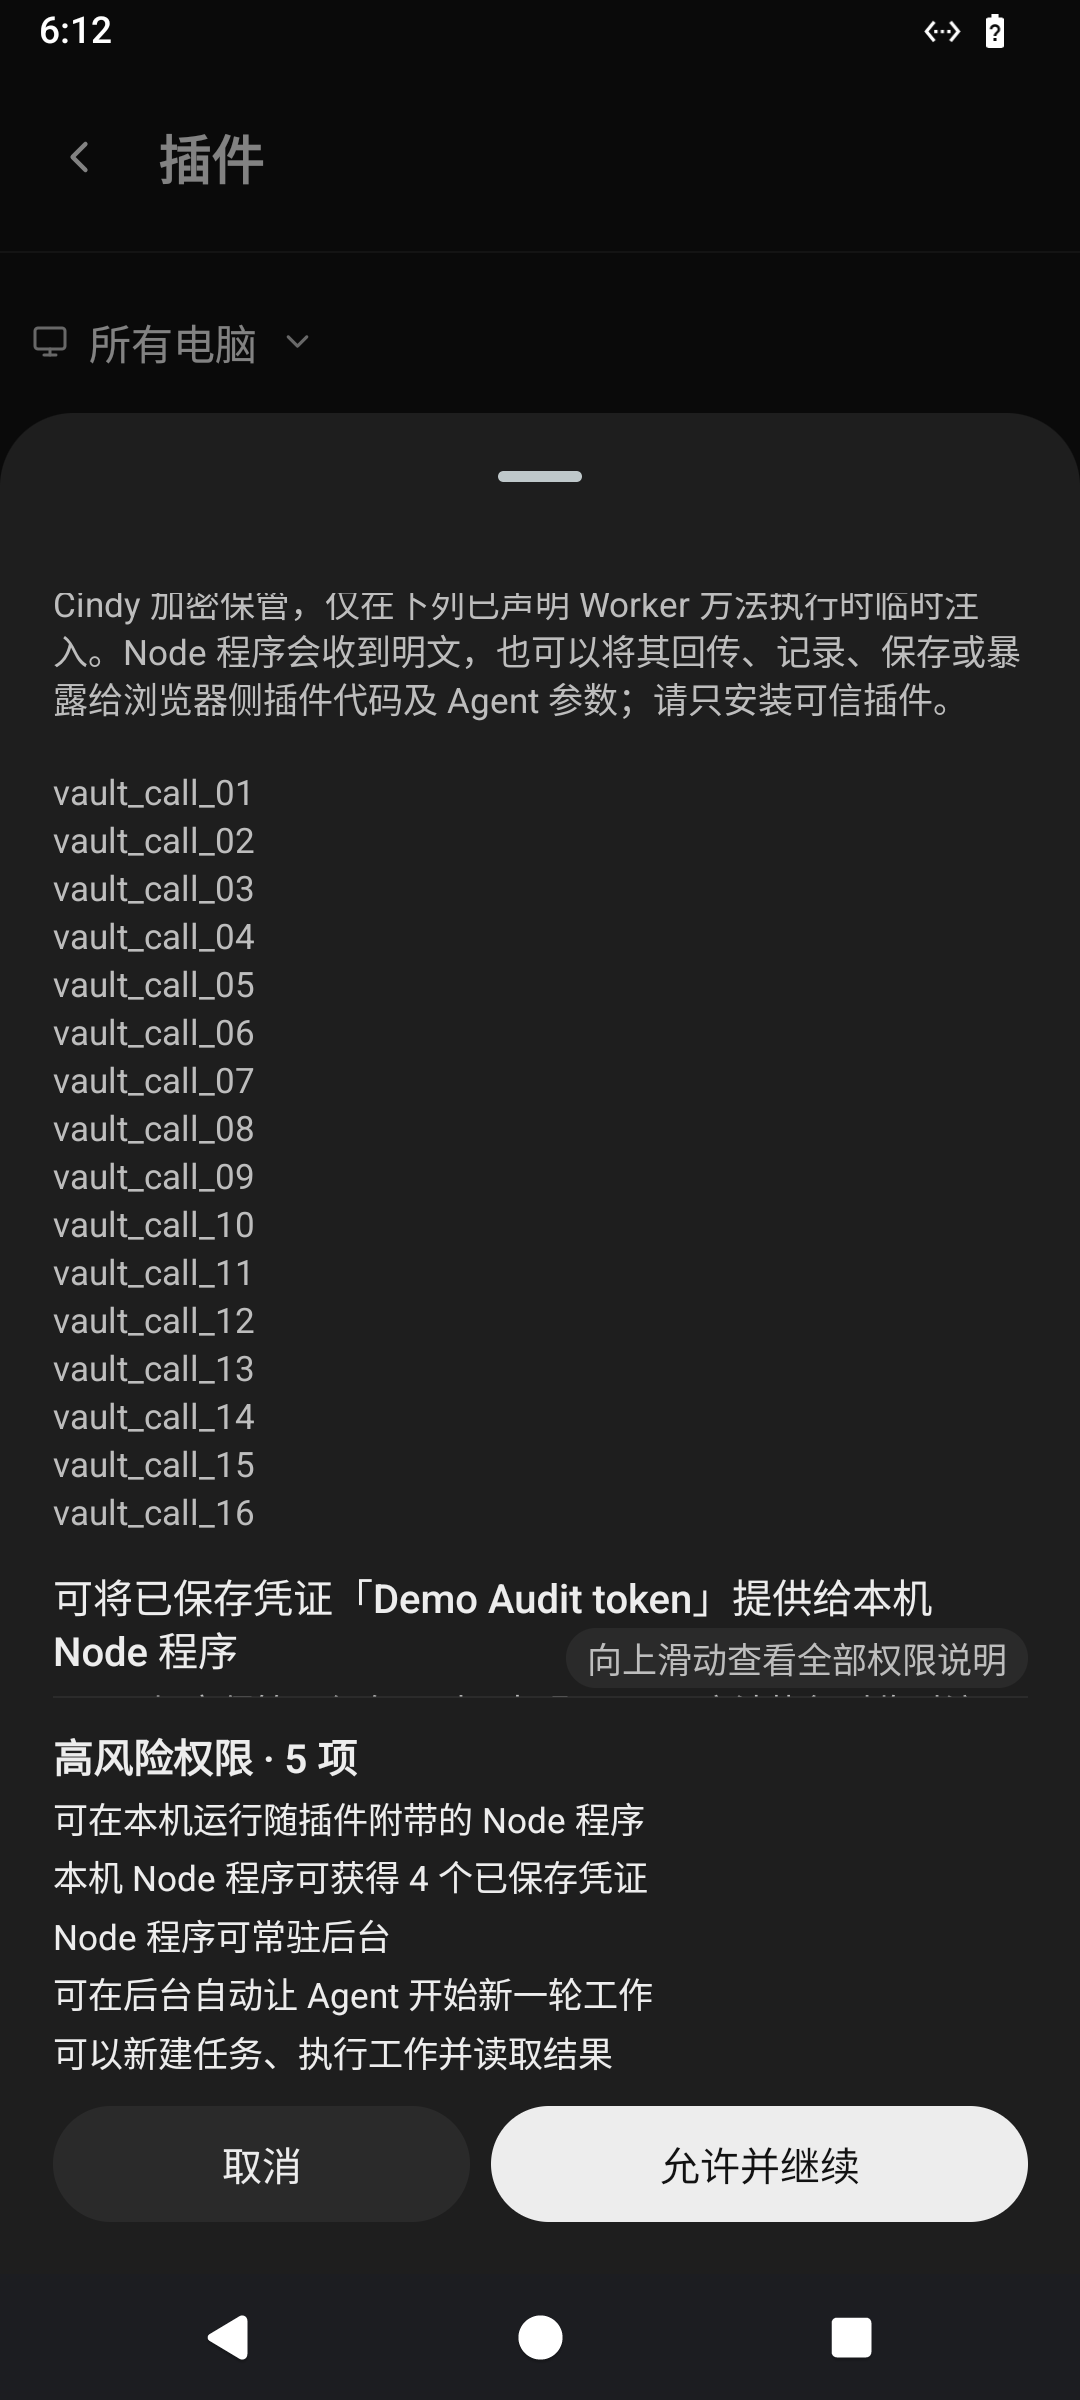 6:12
插件
所有电脑
Cindy 加密保管，仅在下列已声明 Worker 方法执行时临时注
入。Node 程序会收到明文，也可以将其回传、记录、保存或暴
露给浏览器侧插件代码及 Agent 参数；请只安装可信插件。
vault_call_01
vault_call_02
vault_call_03
vault_call_04
vault_call_05
vault_call_06
vault_call_07
vault_call_08
vault_call_09
vault_call_10
vault_call_11
vault_call_12
vault_call_13
vault_call_14
vault_call_15
vault_call_16
可将已保存凭证「Demo Audit token」提供给本机
Node 程序
向上滑动查看全部权限说明
高风险权限 · 5 项
可在本机运行随插件附带的 Node 程序
本机 Node 程序可获得 4 个已保存凭证
Node 程序可常驻后台
可在后台自动让 Agent 开始新一轮工作
可以新建任务、执行工作并读取结果
取消
允许并继续